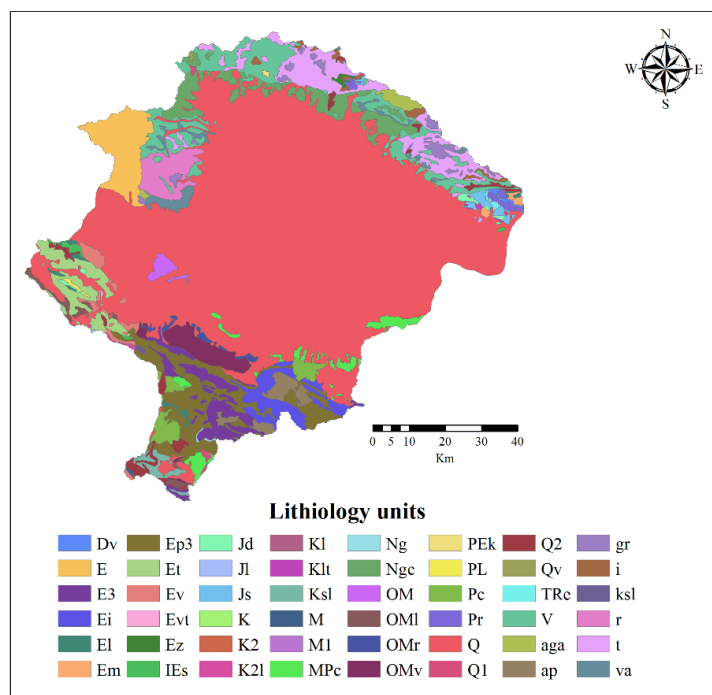 N
W E
S
0 5 10 20 30 40
Km
Lithiology units
Dv Ep3 Jd Kl Ng PEk Q2 gr
E Et Jl Klt Ngc PL Qv i
E3 Ev Js Ksl OM Pc TRe ksl
Ei Evt K M OMl Pr V r
El Ez K2 M1 OMr Q aga t
Em IEs K2l MPc OMv Q1 ap va